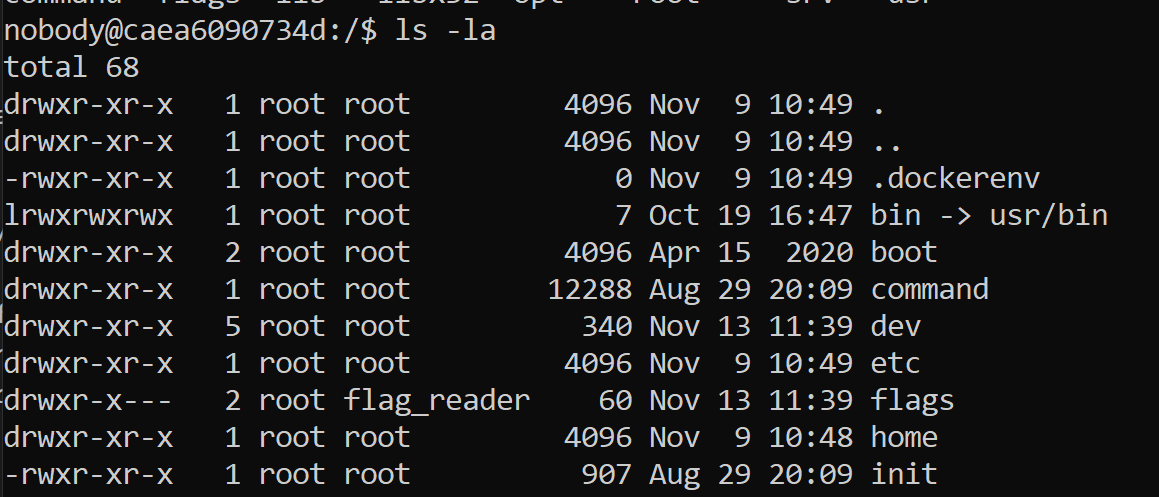 nobody@caea6090734d:/$ ls -la
total 68
drwxr-xr-x   1 root root         4096 Nov  9 10:49 .
drwxr-xr-x   1 root root         4096 Nov  9 10:49 ..
-rwxr-xr-x   1 root root            0 Nov  9 10:49 .dockerenv
lrwxrwxrwx   1 root root            7 Oct 19 16:47 bin -> usr/bin
drwxr-xr-x   2 root root         4096 Apr 15  2020 boot
drwxr-xr-x   1 root root        12288 Aug 29 20:09 command
drwxr-xr-x   5 root root          340 Nov 13 11:39 dev
drwxr-xr-x   1 root root         4096 Nov  9 10:49 etc
drwxr-x---   2 root flag_reader    60 Nov 13 11:39 flags
drwxr-xr-x   1 root root         4096 Nov  9 10:48 home
-rwxr-xr-x   1 root root          907 Aug 29 20:09 init